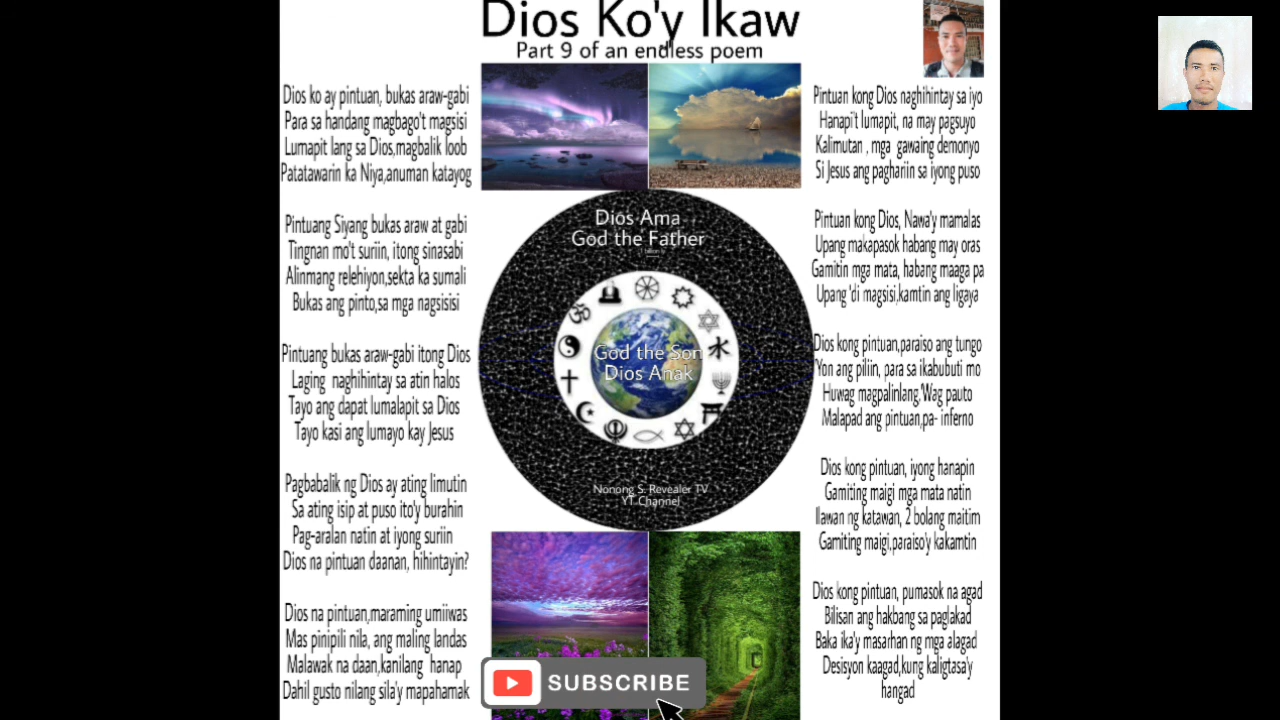 Dios Ko'y Ikaw
Part 9 of an endless poem
Dios ko ay pintuan, bukas araw-gabi
Para sa handang magbago't magsisi
Lumapit lang sa Dios,magbalik loob
Patatawarin ka Niya,anuman katayog
Pintuang Siyang bukas araw at gabi
Tingnan mo't suriin, itong sinasabi
Alinmang relehiyon,sekta ka sumali
Bukas ang pinto,sa mga nagsisisi
Pintuang bukas araw-gabi itong Dios
Laging naghihintay sa atin halos
Tayo ang dapat lumalapit sa Dios
Tayo kasi ang lumayo kay Jesus
Pagbabalik ng Dios ay ating limutin
Sa ating isip at puso ito'y burahin
Pag-aralan natin at iyong suriin
Dios na pintuan daanan, hihintayin?
Dios na pintuan,maraming umiiwas
Mas pinipili nila, ang maling landas
Malawak na daan,kanilang hanap
Dahil gusto nilang sila'y mapahamak
Dios Ama
God the Father
God the Son
Dios Anak
Nonong S. Revealer TV
YT Channel
SUBSCRIBE
Pintuan kong Dios naghihintay sa iyo
Hanapi't lumapit, na may pagsuyo
Kalimutan , mga gawaing demonyo
Si Jesus ang paghariin sa iyong puso
Pintuan kong Dios, Nawa'y mamalas
Upang makapasok habang may oras
Gamitin mga mata, habang maaga pa
Upang 'di magsisi,kamtin ang ligaya
Dios kong pintuan,paraiso ang tungo
'Yon ang piliin, para sa ikabubuti mo
Huwag magpalinlang.'Wag pauto
Malapad ang pintuan,pa- inferno
Dios kong pintuan, iyong hanapin
Gamiting maigi mga mata natin
Ilawan ng katawan, 2 bolang maitim
Gamiting maigi,paraiso'y kakamtin
Dios kong pintuan, pumasok na agad
Bilisan ang hakbang sa paglakad
Baka ika'y masarhan ng mga alagad
Desisyon kaagad,kung kaligtasa'y
hangad